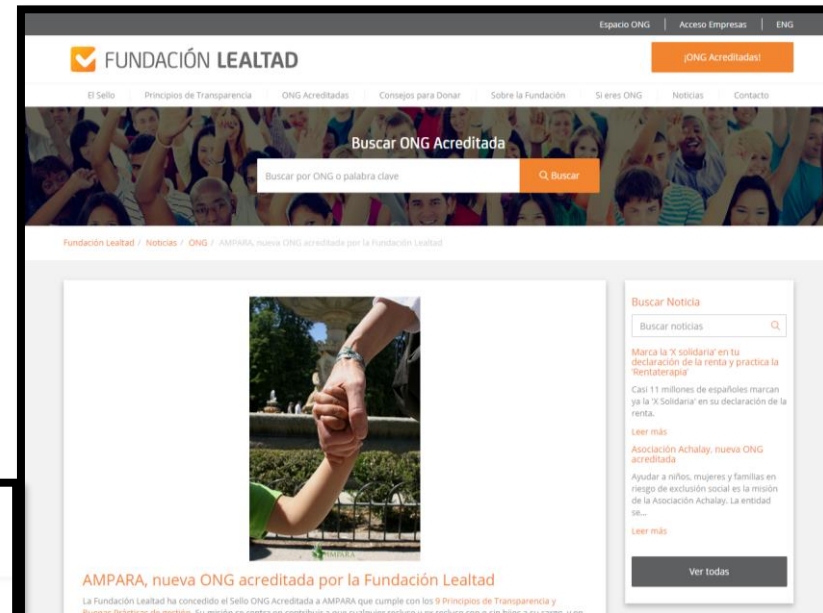 Espacio ONG
Acceso Empresas
ENG
FUNDACIÓN LEALTAD
¡ONG Acreditadas!
El Sello
Principios de Transparencia
ONG Acreditadas
Consejos para Donar
Sobre la Fundación
Si eres ONG
Noticias
Contacto
Buscar ONG Acreditada
Buscar por ONG o palabra clave
Buscar
Fundación Lealtad / Noticias / ONG / AMPARA, nueva ONG acreditada por la Fundación Lealtad
AMPARA
AMPARA, nueva ONG acreditada por la Fundación Lealtad
La Fundación Lealtad ha concedido el Sello ONG Acreditada a AMPARA que cumple con los 9 Principios de Transparencia y
Buscar Noticia
Buscar noticias
Marca la 'X solidaria' en tu
declaración de la renta y practica la
'Rentaterapia'
Casi 11 millones de españoles marcan
ya la 'X Solidaria' en su declaración de la
renta.
Leer más
Asociación Achalay, nueva ONG
acreditada
Ayudar a niños, mujeres y familias en
riesgo de exclusión social es la misión
de la Asociación Achalay. La entidad
se...
Leer más
Ver todas